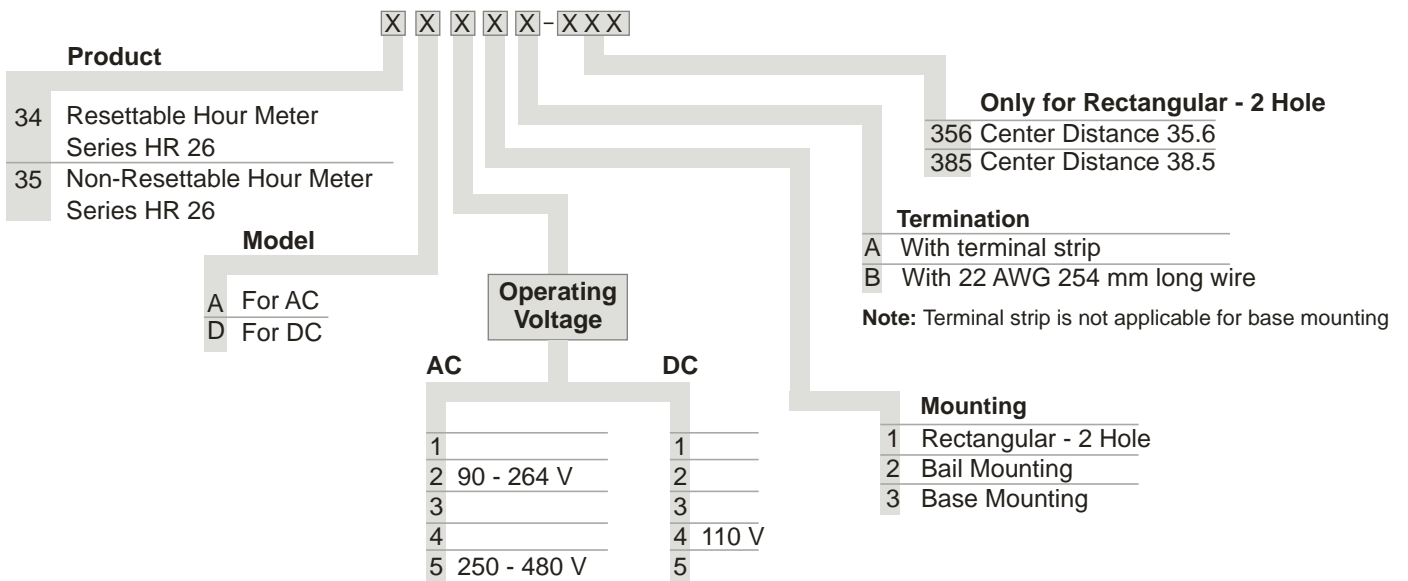 X X X X X - X X X
Product
34 Resettable Hour Meter
Series HR 26
35 Non-Resettable Hour Meter
Series HR 26
Model
A For AC
D For DC
Operating
Voltage
AC
1
2 90 - 264 V
3
4
5 250 - 480 V
DC
1
2
3
4 110 V
5
Mounting
1 Rectangular - 2 Hole
2 Bail Mounting
3 Base Mounting
Termination
A With terminal strip
B With 22 AWG 254 mm long wire
Note: Terminal strip is not applicable for base mounting
Only for Rectangular - 2 Hole
356 Center Distance 35.6
385 Center Distance 38.5